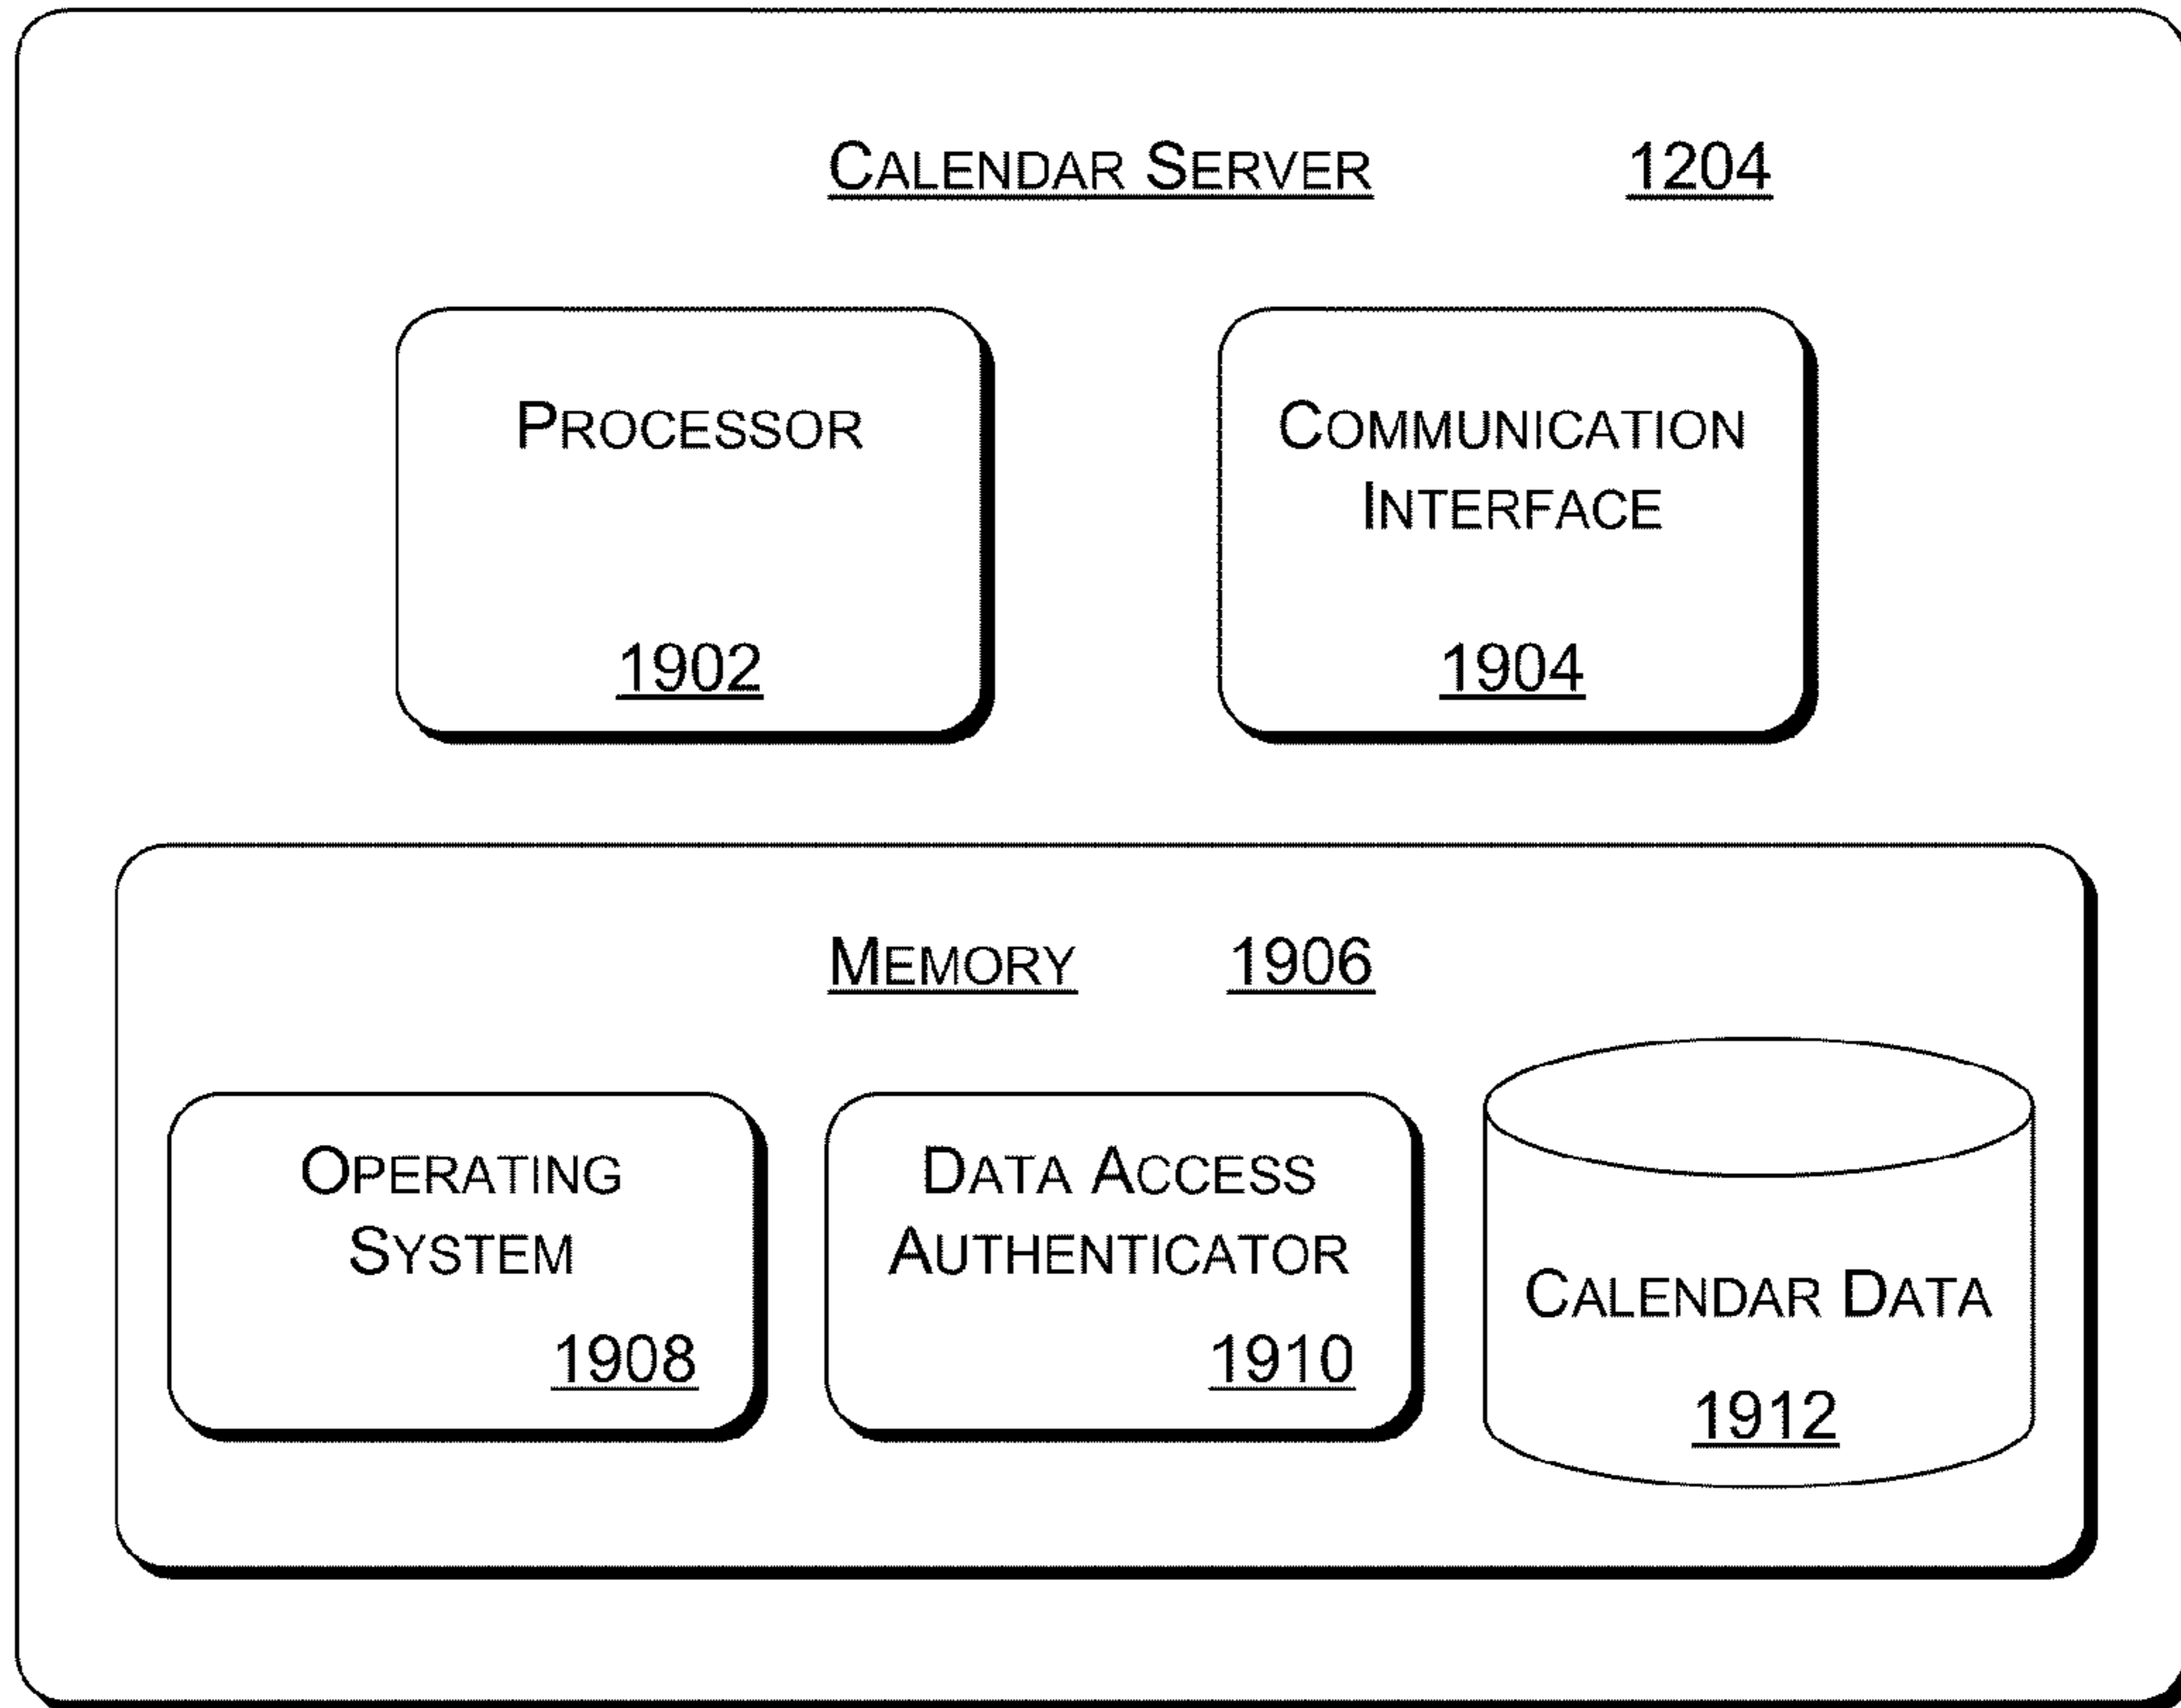 CALENDAR SERVER 1204
PROCESSOR
1902
COMMUNICATION
INTERFACE
1904
MEMORY 1906
OPERATING
SYSTEM
1908
DATA ACCESS
AUTHENTICATOR
1910
CALENDAR DATA
1912